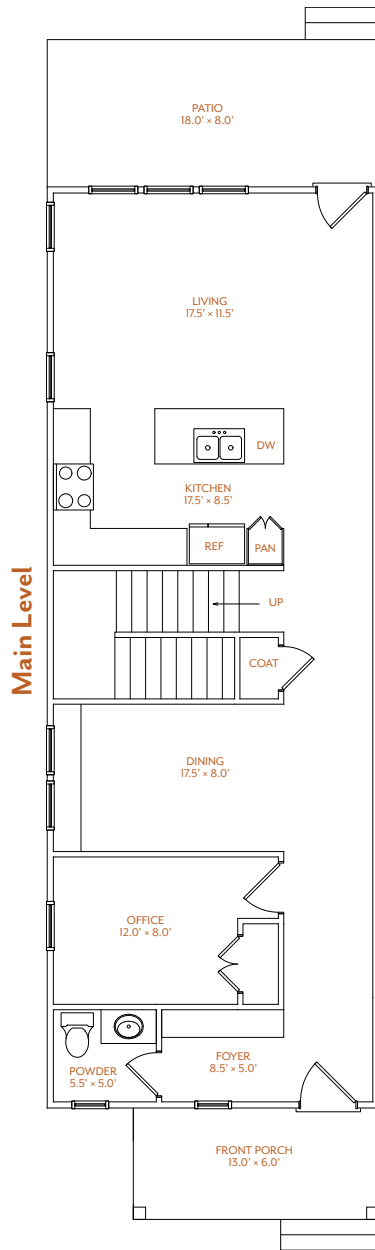 PATIO
18.0' × 8.0'
LIVING
17.5' × 11.5'
DW
KITCHEN
17.5' × 8.5'
REF
PAN
Main Level
UP
COAT
DINING
17.5' × 8.0'
OFFICE
12.0' × 8.0'
FOYER
8.5' × 5.0'
POWDER
5.5' × 5.0'
FRONT PORCH
13.0' × 6.0'